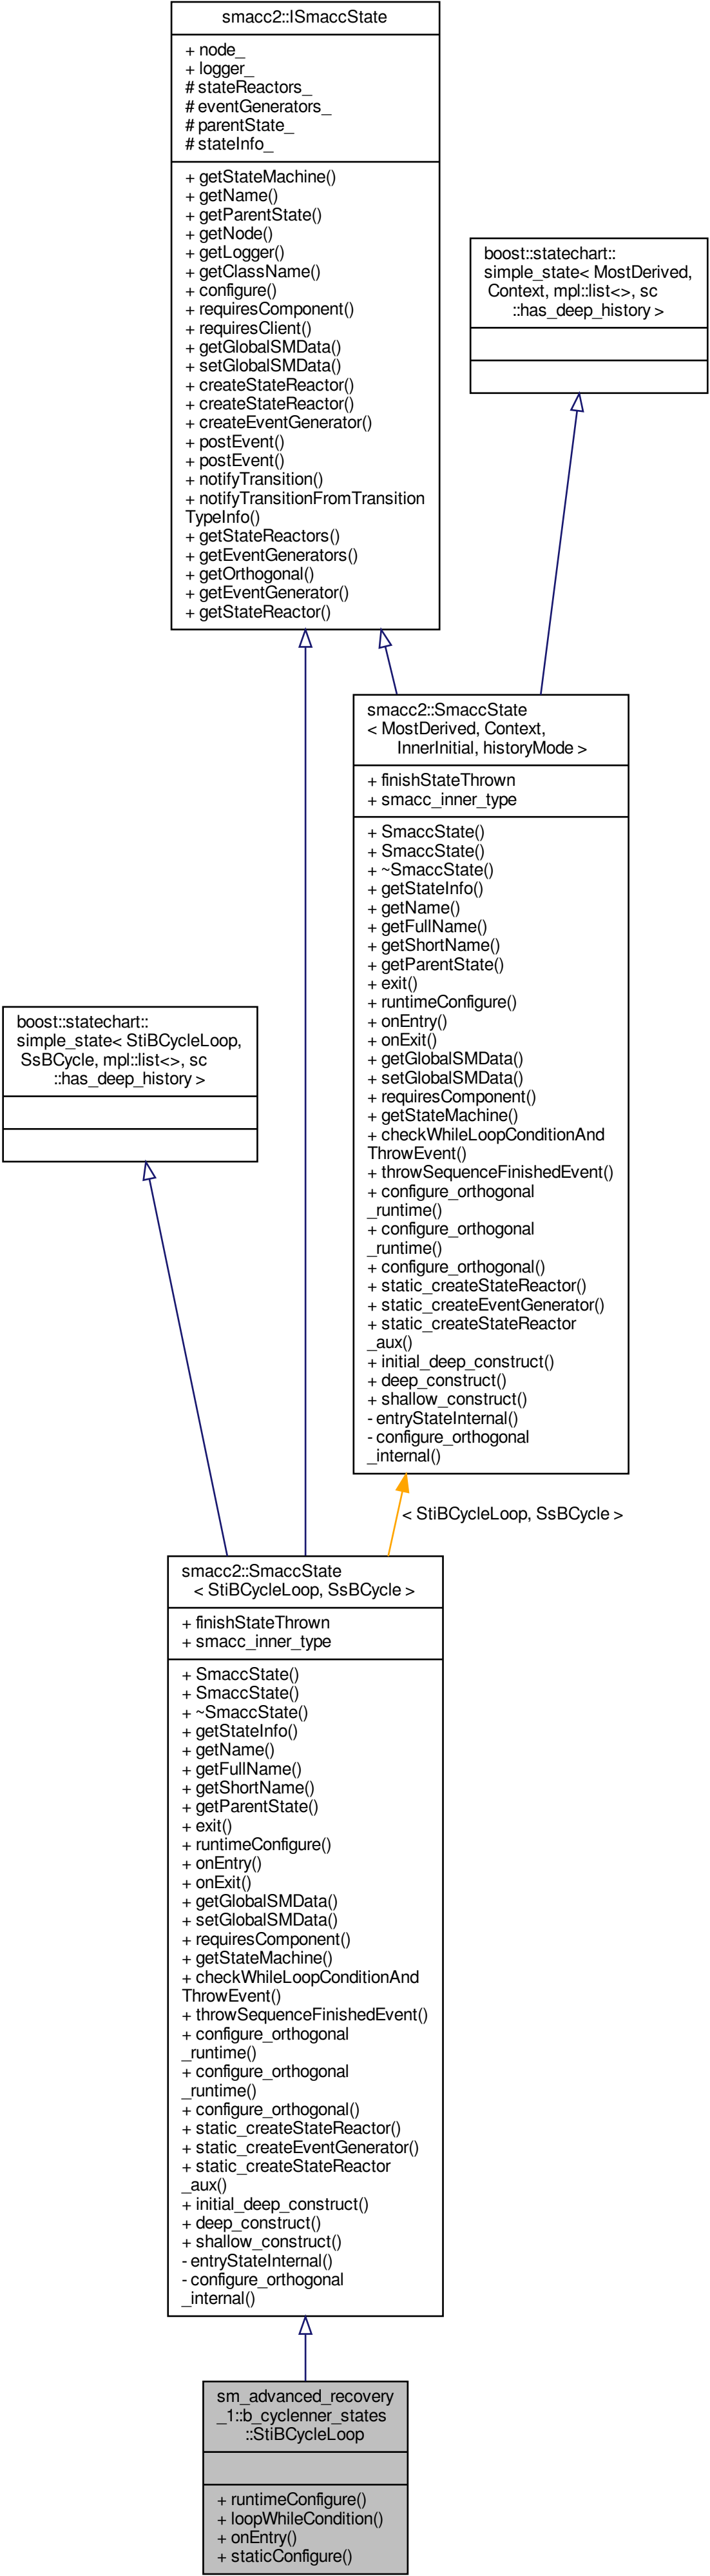 smacc2::ISmaccState
+ node_
+ logger_
# stateReactors_
# eventGenerators_
# parentState_
# stateInfo_
+ getStateMachine()
+ getName()
+ getParentState()
+ getNode()
+ getLogger()
+ getClassName()
+ configure()
+ requiresComponent()
+ requiresClient()
+ getGlobalSMData()
+ setGlobalSMData()
+ createStateReactor()
+ createStateReactor()
+ createEventGenerator()
+ postEvent()
+ postEvent()
+ notifyTransition()
+ notifyTransitionFromTransition
TypeInfo()
+ getStateReactors()
+ getEventGenerators()
+ getOrthogonal()
+ getEventGenerator()
+ getStateReactor()
boost::statechart::
simple_state< MostDerived,
Context, mpl::list<>, sc
::has_deep_history >
smacc2::SmaccState
< MostDerived, Context,
InnerInitial, historyMode >
+ finishStateThrown
+ smacc_inner_type
+ SmaccState()
+ SmaccState()
+ ~SmaccState()
+ getStateInfo()
+ getName()
+ getFullName()
+ getShortName()
+ getParentState()
+ exit()
+ runtimeConfigure()
+ onEntry()
+ onExit()
+ getGlobalSMData()
+ setGlobalSMData()
+ requiresComponent()
+ getStateMachine()
+ checkWhileLoopConditionAnd
ThrowEvent()
+ throwSequenceFinishedEvent()
+ configure_orthogonal
_runtime()
+ configure_orthogonal
_runtime()
+ configure_orthogonal()
+ static_createStateReactor()
+ static_createEventGenerator()
+ static_createStateReactor
_aux()
+ initial_deep_construct()
+ deep_construct()
+ shallow_construct()
- entryStateInternal()
- configure_orthogonal
_internal()
boost::statechart::
simple_state< StiBCycleLoop,
SsBCycle, mpl::list<>, sc
::has_deep_history >
< StiBCycleLoop, SsBCycle >
smacc2::SmaccState
< StiBCycleLoop, SsBCycle >
+ finishStateThrown
+ smacc_inner_type
+ SmaccState()
+ SmaccState()
+ ~SmaccState()
+ getStateInfo()
+ getName()
+ getFullName()
+ getShortName()
+ getParentState()
+ exit()
+ runtimeConfigure()
+ onEntry()
+ onExit()
+ getGlobalSMData()
+ setGlobalSMData()
+ requiresComponent()
+ getStateMachine()
+ checkWhileLoopConditionAnd
ThrowEvent()
+ throwSequenceFinishedEvent()
+ configure_orthogonal
_runtime()
+ configure_orthogonal
_runtime()
+ configure_orthogonal()
+ static_createStateReactor()
+ static_createEventGenerator()
+ static_createStateReactor
_aux()
+ initial_deep_construct()
+ deep_construct()
+ shallow_construct()
- entryStateInternal()
- configure_orthogonal
_internal()
sm_advanced_recovery
_1::b_cyclenner_states
::StiBCycleLoop
+ runtimeConfigure()
+ loopWhileCondition()
+ onEntry()
+ staticConfigure()